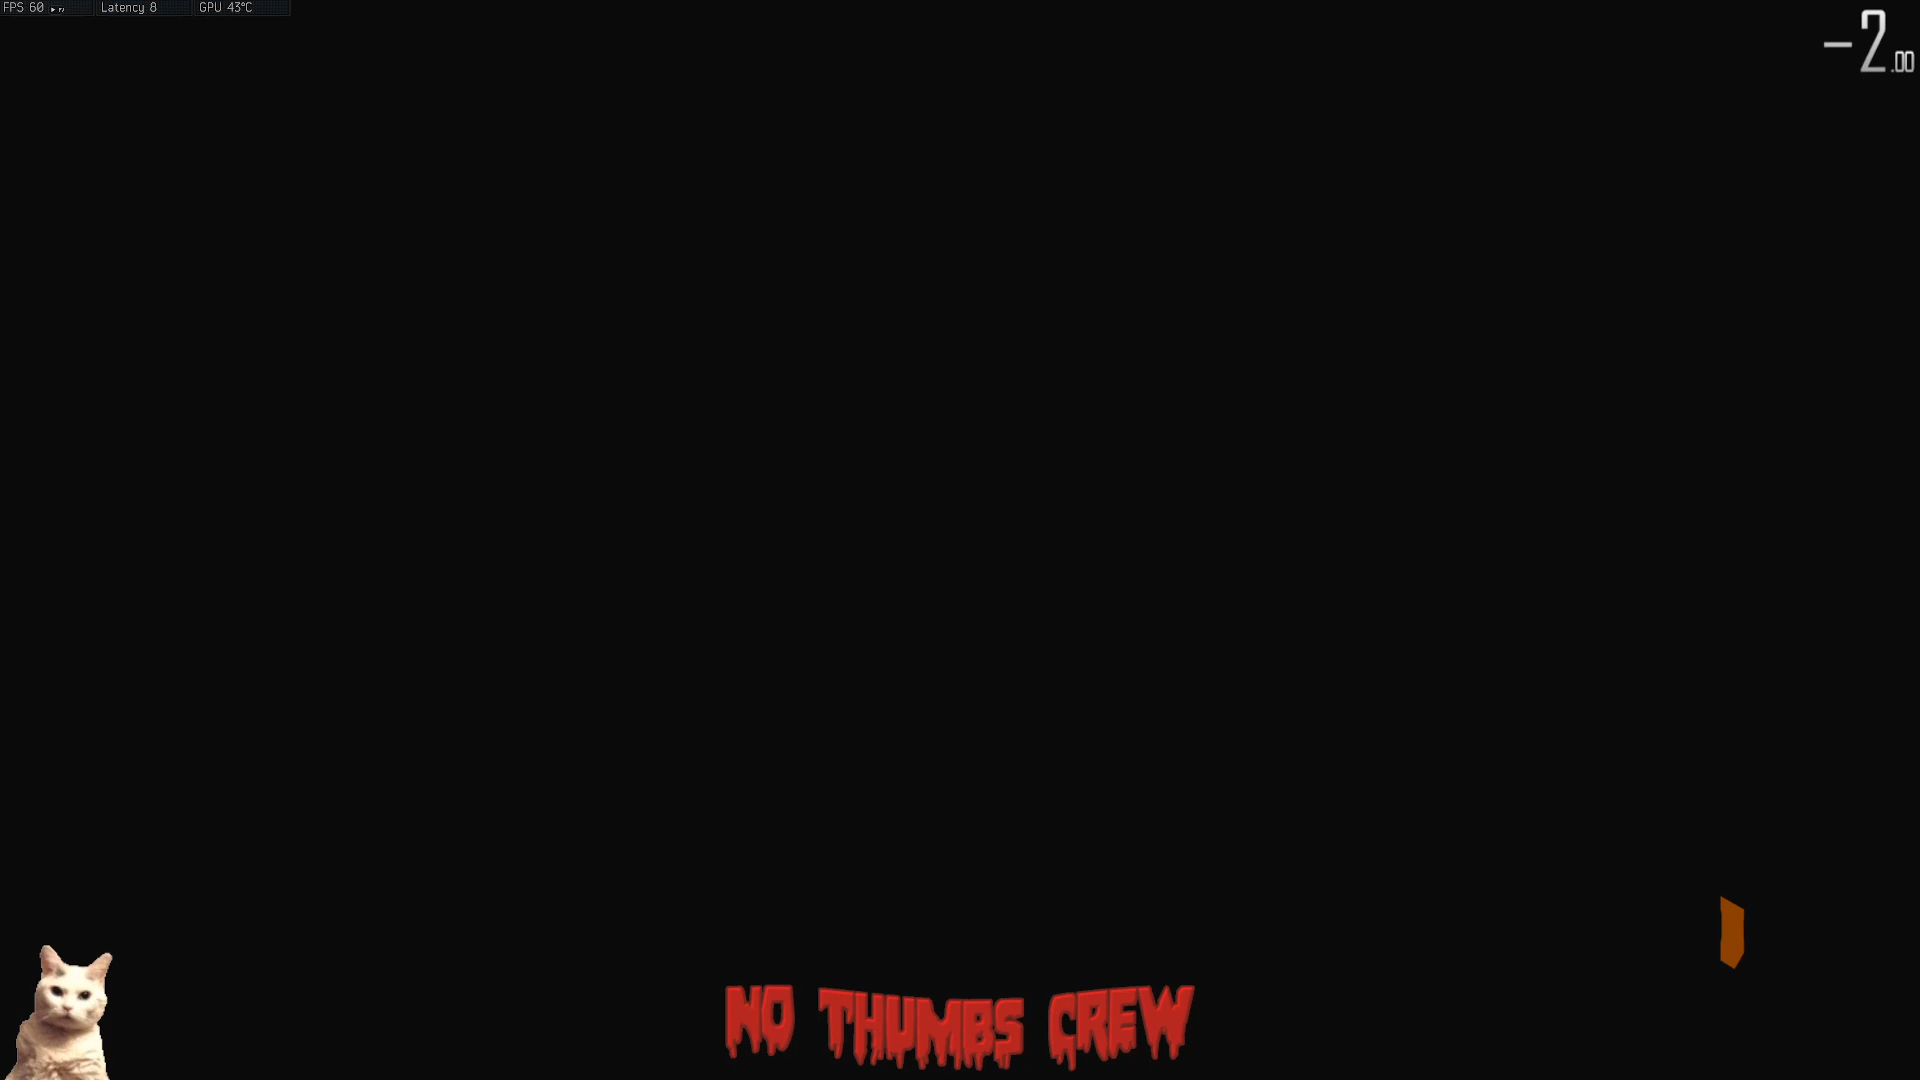 FPS 60
Latency 8
GPU 43°C
-2.00
NO THUMBS CREW